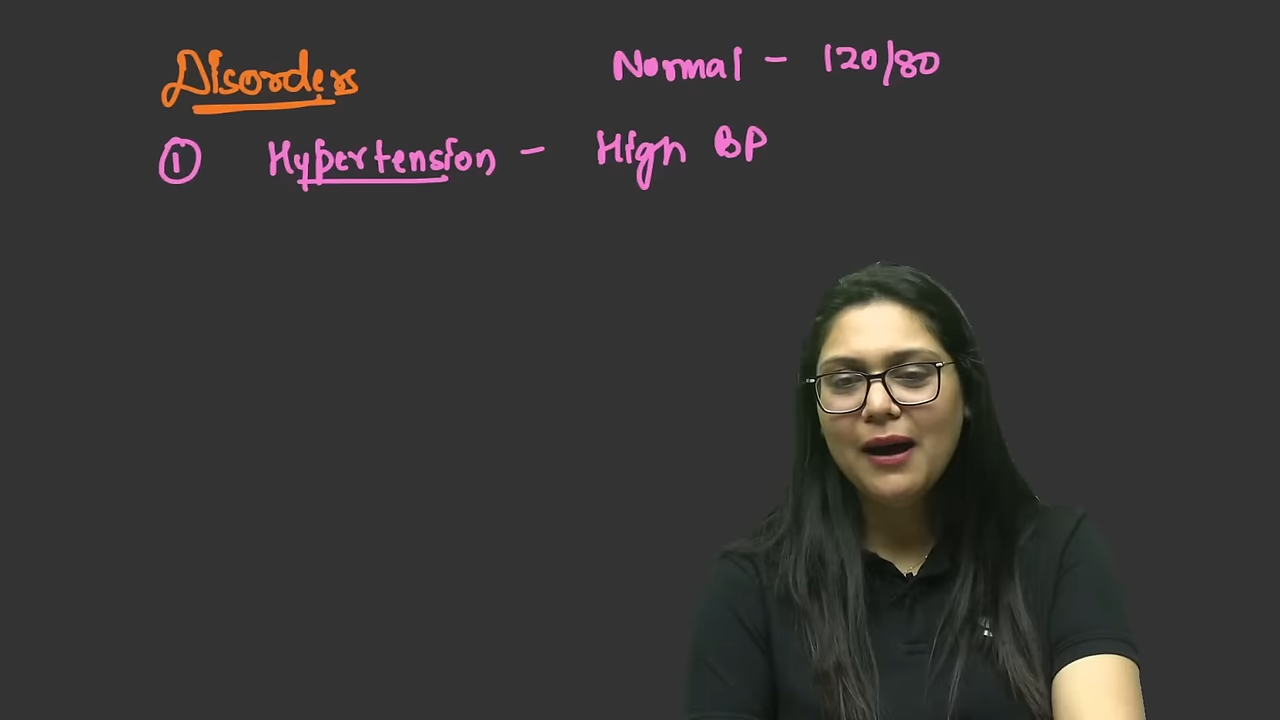 Disorders
Normal - 120/80
① Hypertension - High BP